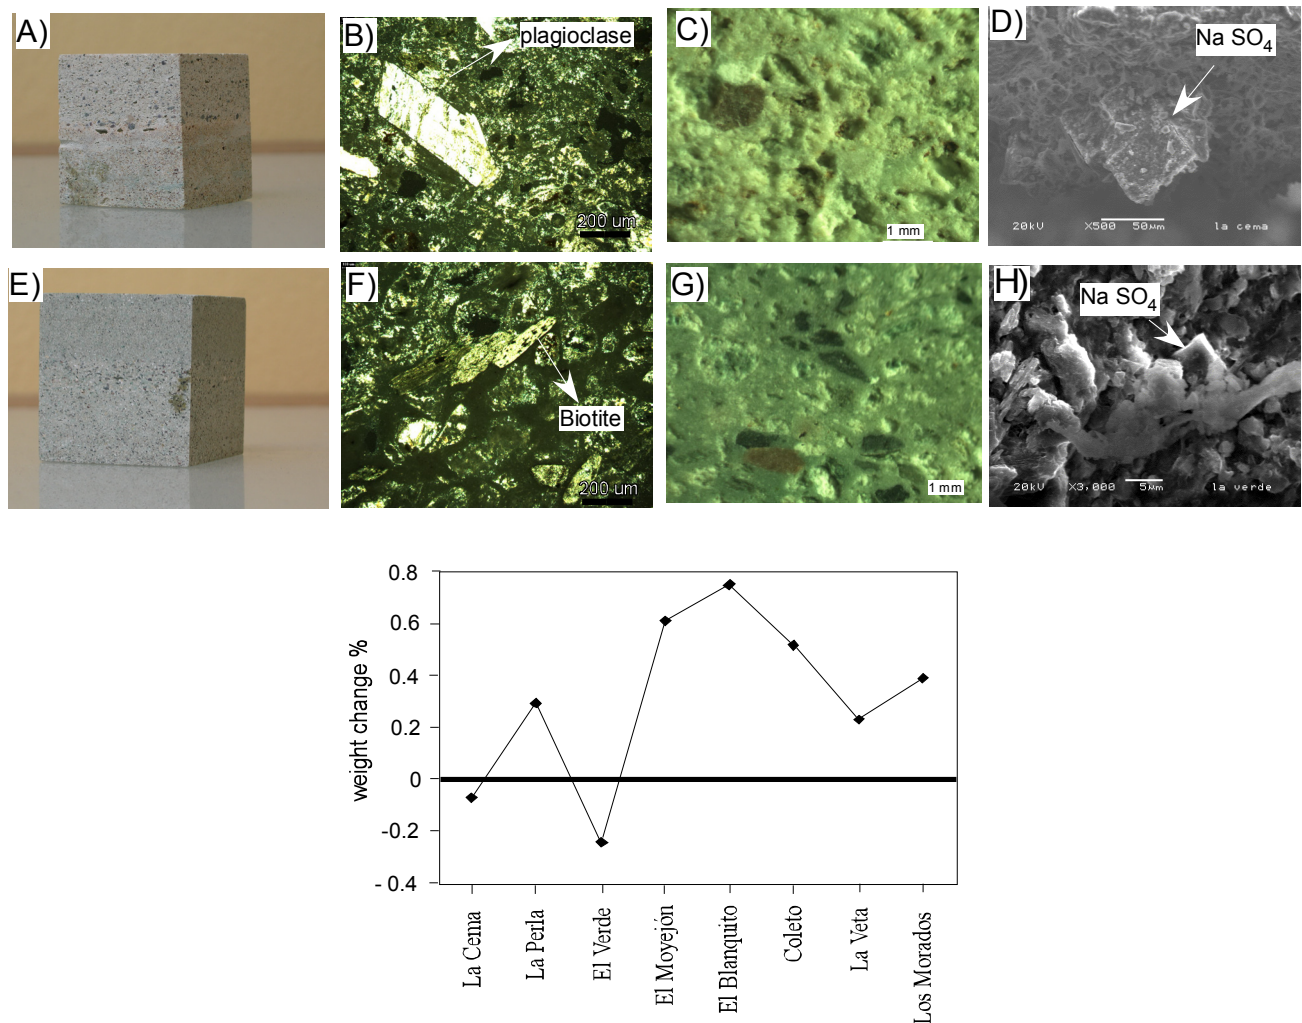 A)
B)
plagioclase
200 um
C)
1 mm
D)
Na SO4
20kV X500 50µm la cema
E)
F)
Biotite
200 um
G)
1 mm
H)
Na SO4
20kV X3,000 5µm la verde
weight change %
0.8
0.6
0.4
0.2
0
-0.2
- 0.4
La Cema
La Perla
El Verde
El Moyejón
El Blanquito
Coleto
La Veta
Los Morados